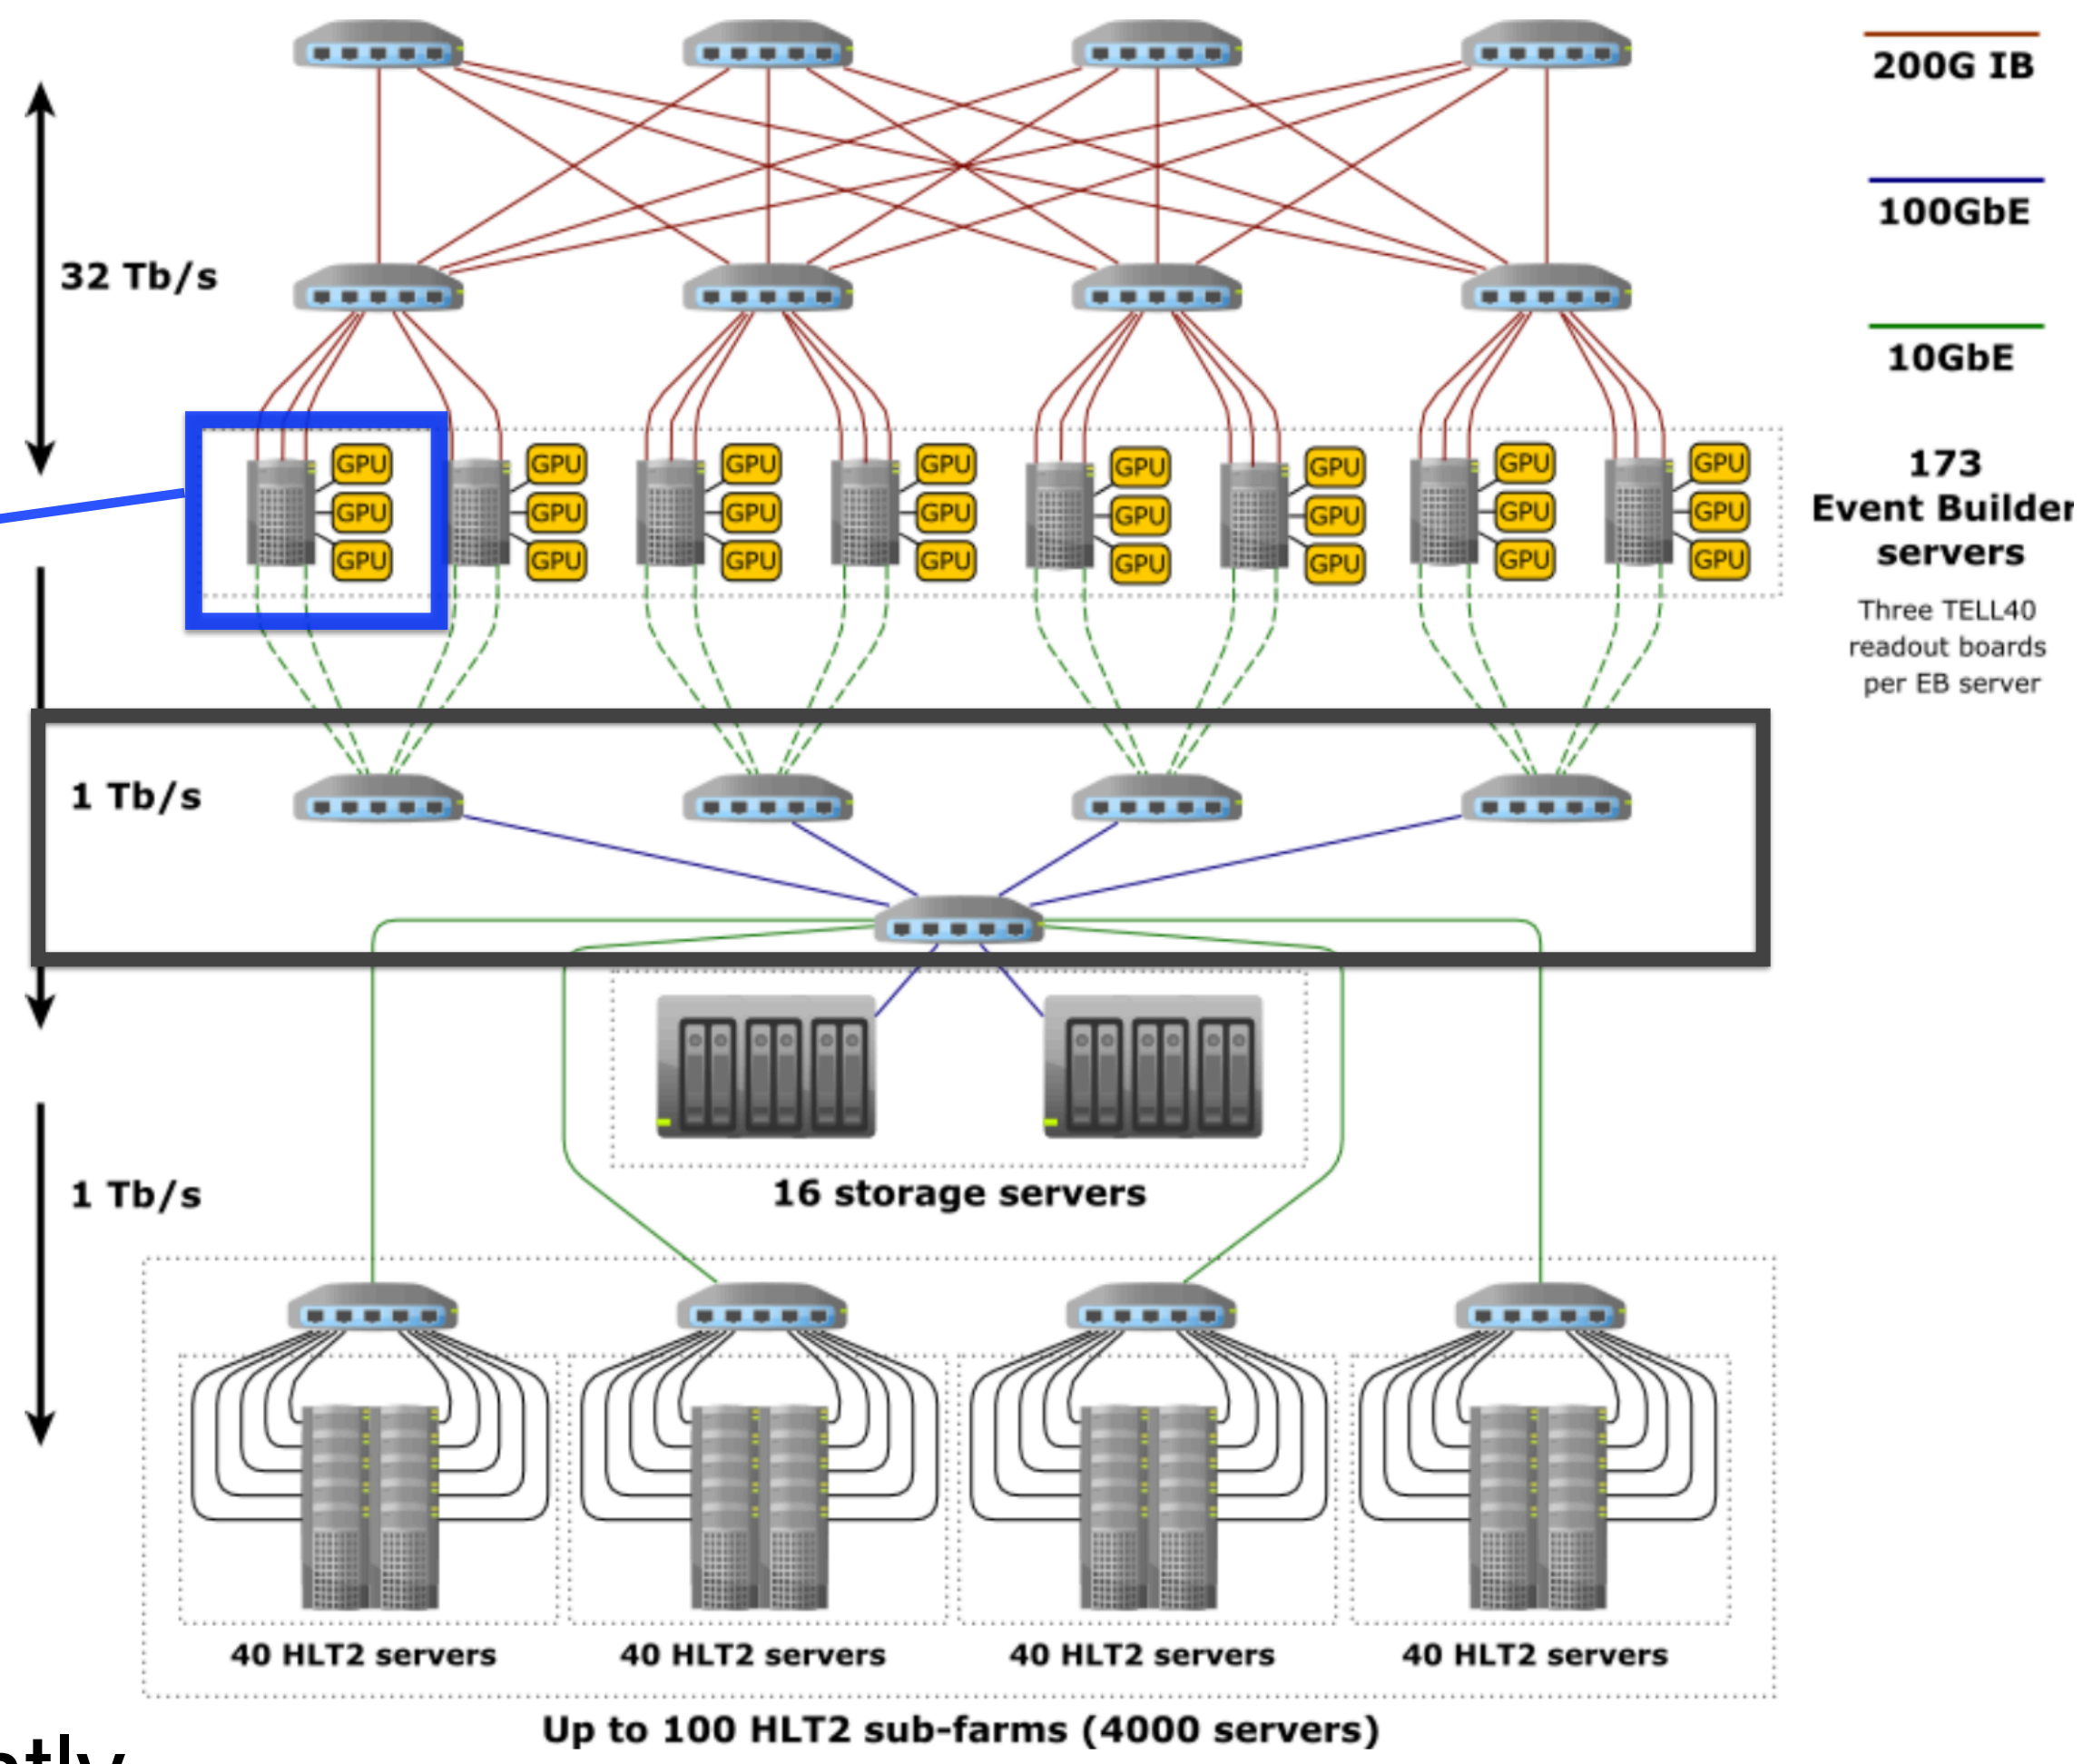 200G IB
100GbE
32 Tb/s
10GbE
GPU GPU GPU GPU GPU GPU GPU GPU
GPU GPU GPU GPU GPU GPU GPU GPU
GPU GPU GPU GPU GPU GPU GPU GPU
173
Event Builder
servers
Three TELL40
readout boards
per EB server
1 Tb/s
1 Tb/s
16 storage servers
40 HLT2 servers
40 HLT2 servers
40 HLT2 servers
40 HLT2 servers
Up to 100 HLT2 sub-farms (4000 servers)